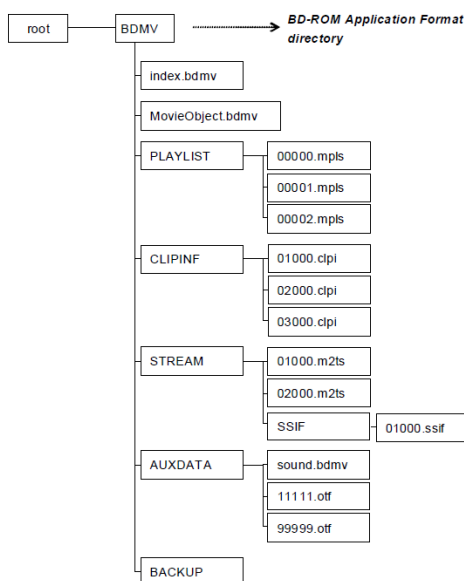 root
BDMV
BD-ROM Application Format
directory
index.bdmv
MovieObject.bdmv
PLAYLIST
00000.mpls
00001.mpls
00002.mpls
CLIPINF
01000.clpi
02000.clpi
03000.clpi
STREAM
01000.m2ts
02000.m2ts
SSIF
01000.ssif
AUXDATA
sound.bdmv
11111.otf
99999.otf
BACKUP